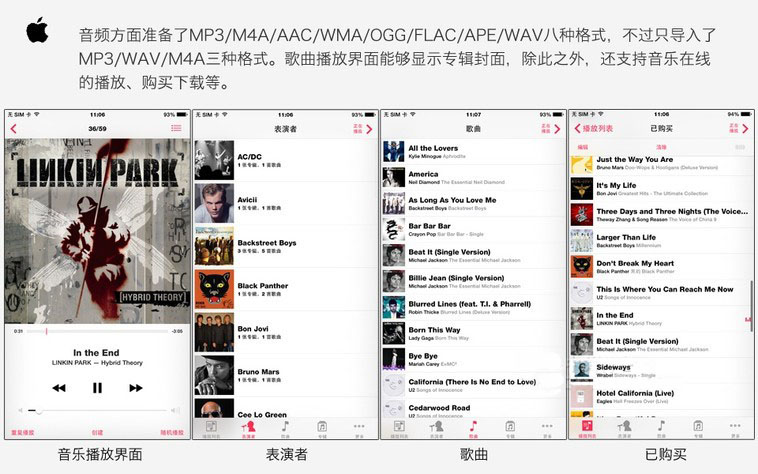 音频方面准备了MP3/M4A/AAC/WMA/OGG/FLAC/APE/WAV八种格式，不过只导入了
MP3/WAV/M4A三种格式。歌曲播放界面能够显示专辑封面，除此之外，还支持音乐在线
的播放、购买下载等。
无 SIM 卡
11:06
93%
36/59
LINKIN PARK
[HYBRID THEORY]
0:31
-3:05
In the End
LINKIN PARK — Hybrid Theory
重复播放
创建
随机播放
音乐播放界面
无 SIM 卡
11:06
93%
表演者
正在
播放
AC/DC
1 张专辑，1 首歌曲
Avicii
1 张专辑，1 首歌曲
Backstreet Boys
3 张专辑，5 首歌曲
Black Panther
1 张专辑，2 首歌曲
Bon Jovi
1 张专辑，1 首歌曲
Bruno Mars
1 张专辑，1 首歌曲
Cee Lo Green
播放列表
表演者
歌曲
专辑
更多
表演者
无 SIM 卡
11:07
93%
歌曲
正在
播放
All the Lovers
Kylie Minogue Aphrodite
America
Neil Diamond The Essential Neil Diamond
As Long As You Love Me
Backstreet Boys Backstreet Boys
Bar Bar Bar
Crayon Pop Bar Bar Bar - Single
Beat It (Single Version)
Michael Jackson The Essential Michael Jackson
Billie Jean (Single Version)
Michael Jackson The Essential Michael Jackson
Blurred Lines (feat. T.I. & Pharrell)
Robin Thicke Blurred Lines (Deluxe Version)
Born This Way
Lady Gaga Born This Way
Bye Bye
Mariah Carey E=MC²
California (There Is No End to Love)
U2 Songs of Innocence
Cedarwood Road
U2 Songs of Innocence
播放列表
表演者
歌曲
专辑
更多
歌曲
无 SIM 卡
11:06
94%
播放列表
已购买
正在
播放
编辑
清除
Just the Way You Are
Bruno Mars Doo-Wops & Hooligans (Deluxe Version)
It's My Life
Bon Jovi Greatest Hits - The Ultimate Collection
Three Days and Three Nights (The Voice...
Theway Zhang & Song Reason The Voice of China 3
Larger Than Life
Backstreet Boys Millennium
Don't Break My Heart
Black Panther 黑豹 Black Panther
This Is Where You Can Reach Me Now
U2 Songs of Innocence
In the End
LINKIN PARK Hybrid Theory
Beat It (Single Version)
Michael Jackson The Essential Michael Jackson
Sideways
Wrabel Sideways - Single
Hotel California (Live)
Eagles Hell Freezes Over (Live)
播放列表
表演者
歌曲
专辑
更多
已购买